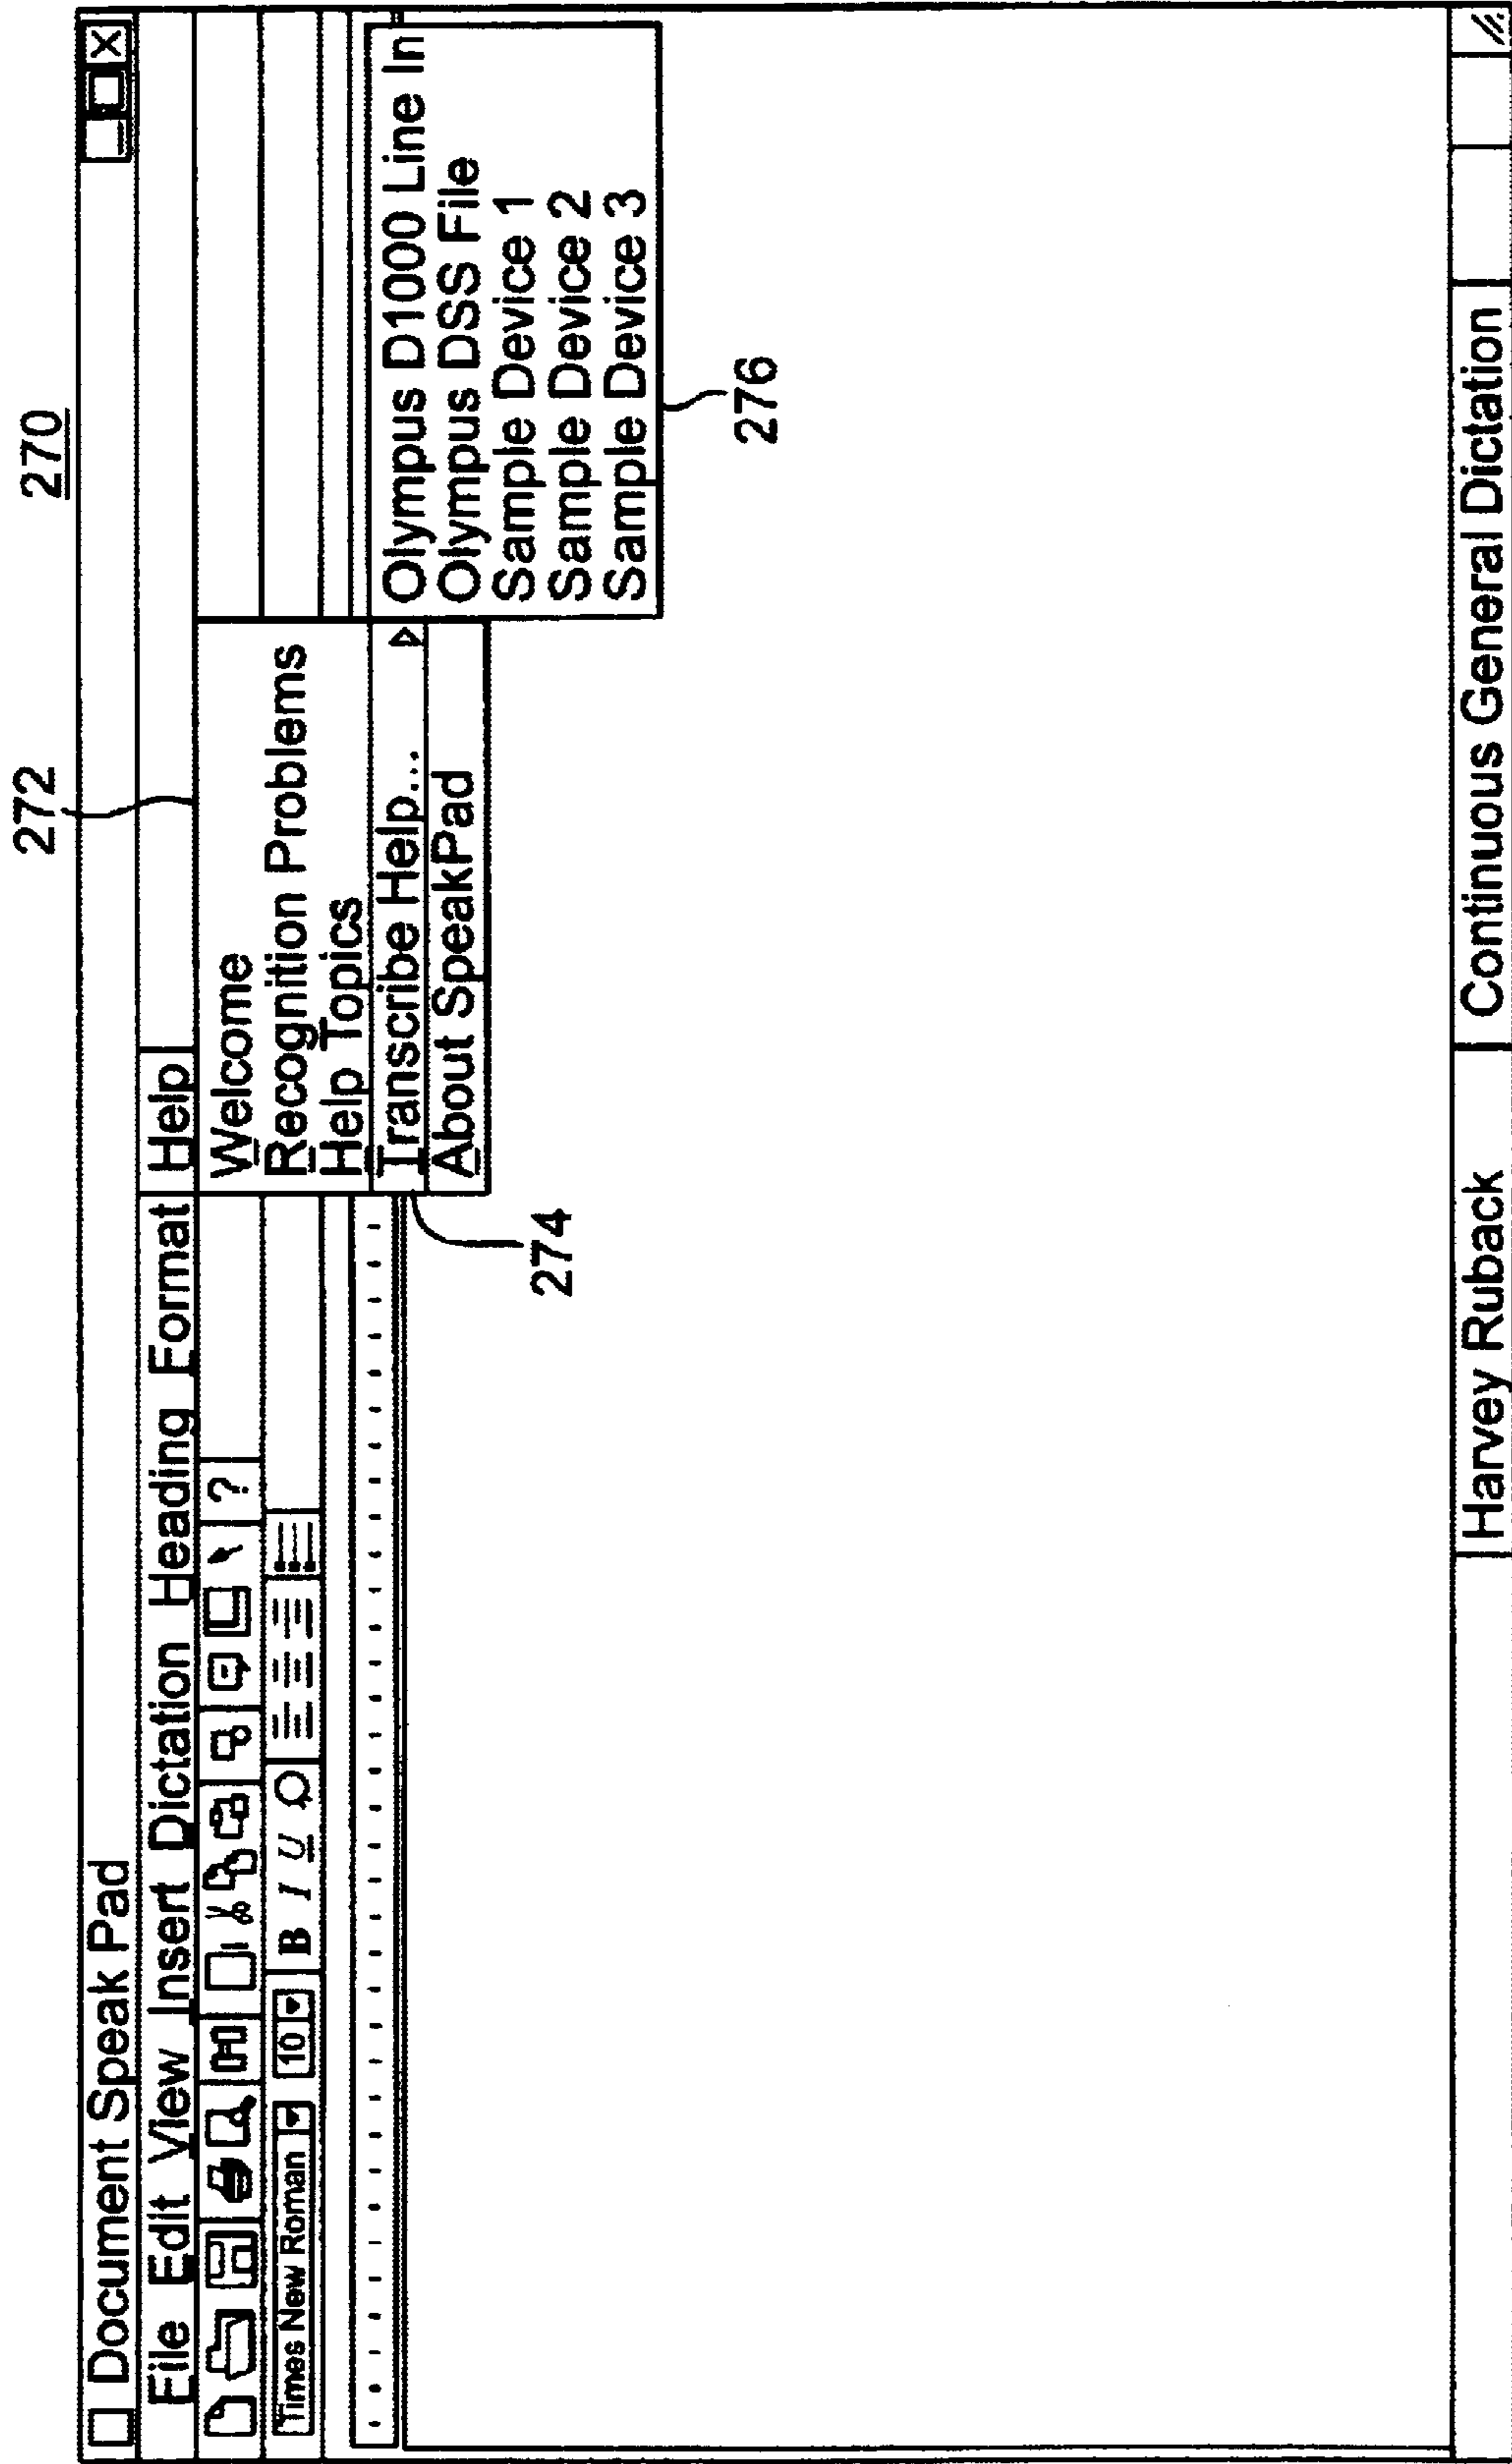 270
272
Document Speak Pad
File Edit View Insert Dictation Heading Format Help
?
Times New Roman 10 B I U
Welcome
Recognition Problems
Help Topics
Transcribe Help...
About SpeakPad
274
Olympus D1000 Line In
Olympus DSS File
Sample Device 1
Sample Device 2
Sample Device 3
276
Harvey Ruback Continuous General Dictation